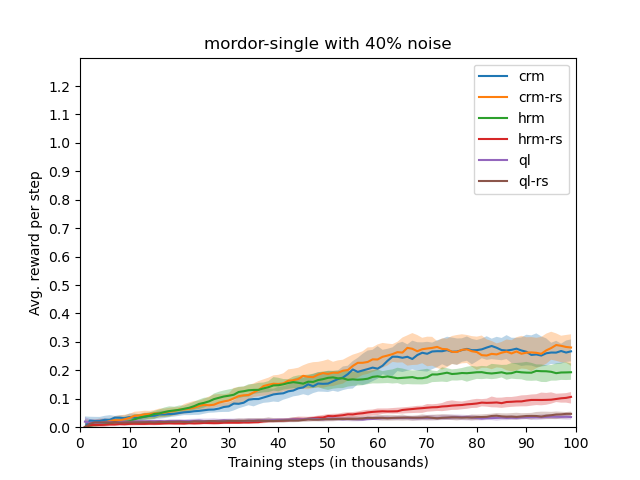 mordor-single with 40% noise
crm
crm-rs
hrm
hrm-rs
ql
ql-rs
1.2
1.1
1.0
0.9
0.8
0.7
0.6
0.5
0.4
0.3
0.2
0.1
0.0
Avg. reward per step
0 10 20 30 40 50 60 70 80 90 100
Training steps (in thousands)